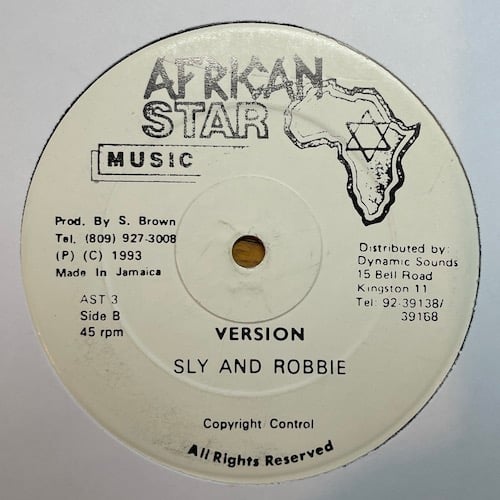 AFRICAN
STAR
MUSIC
Prod. By S. Brown
Tel. (809) 927-3008
(P) (C) 1993
Made In Jamaica
AST 3
Side B
45 rpm
Distributed by:
Dynamic Sounds
15 Bell Road
Kingston 11
Tel: 92-39138/
39168
VERSION
SLY AND ROBBIE
Copyright Control
All Rights Reserved